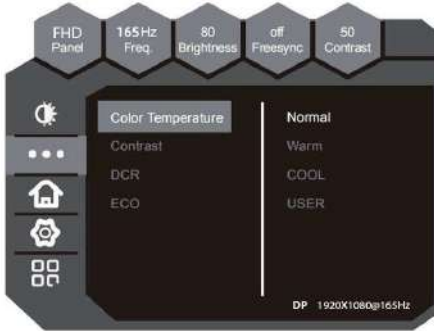 FHD
Panel
165Hz
Freq.
80
Brightness
off
Freesync
50
Contrast
Color Temperature
Normal
Contrast
Warm
DCR
COOL
ECO
USER
DP 1920X1080@165Hz